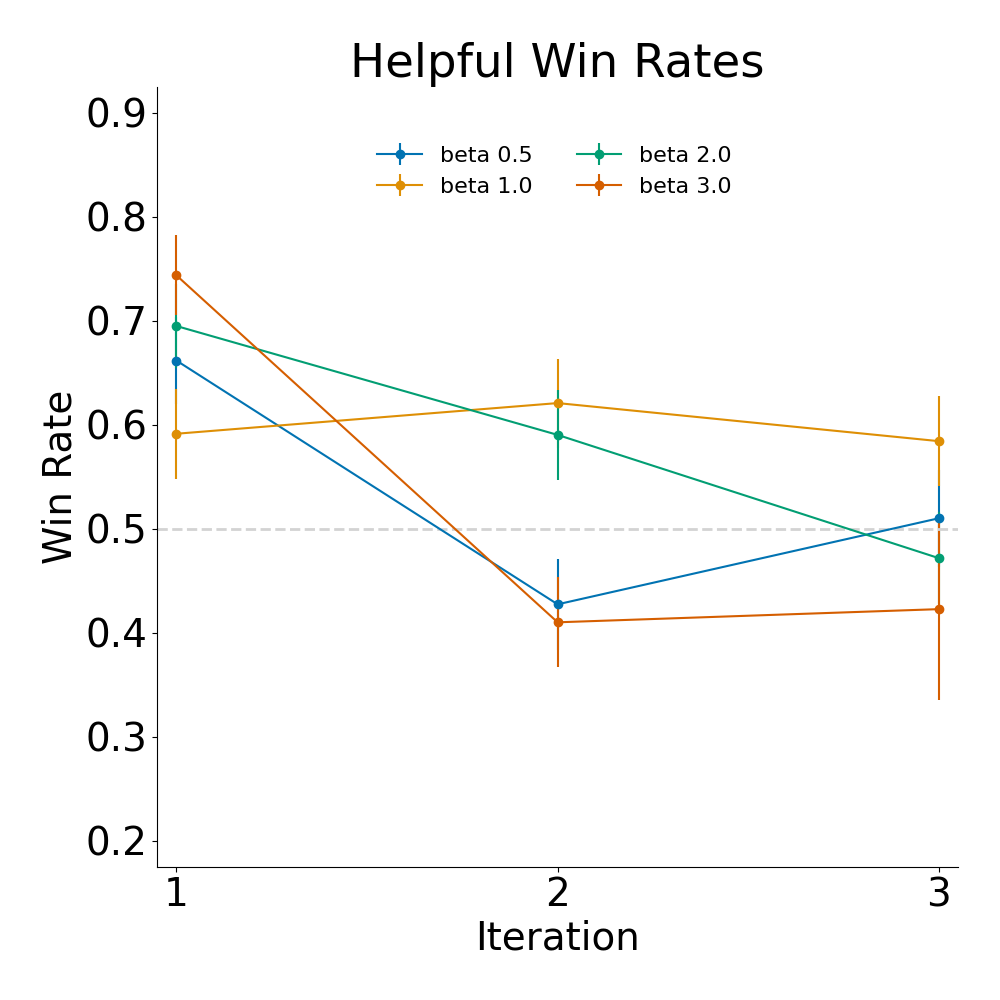 Helpful Win Rates
beta 0.5
beta 2.0
beta 1.0
beta 3.0
Win Rate
0.9
0.8
0.7
0.6
0.5
0.4
0.3
0.2
1 2 3
Iteration